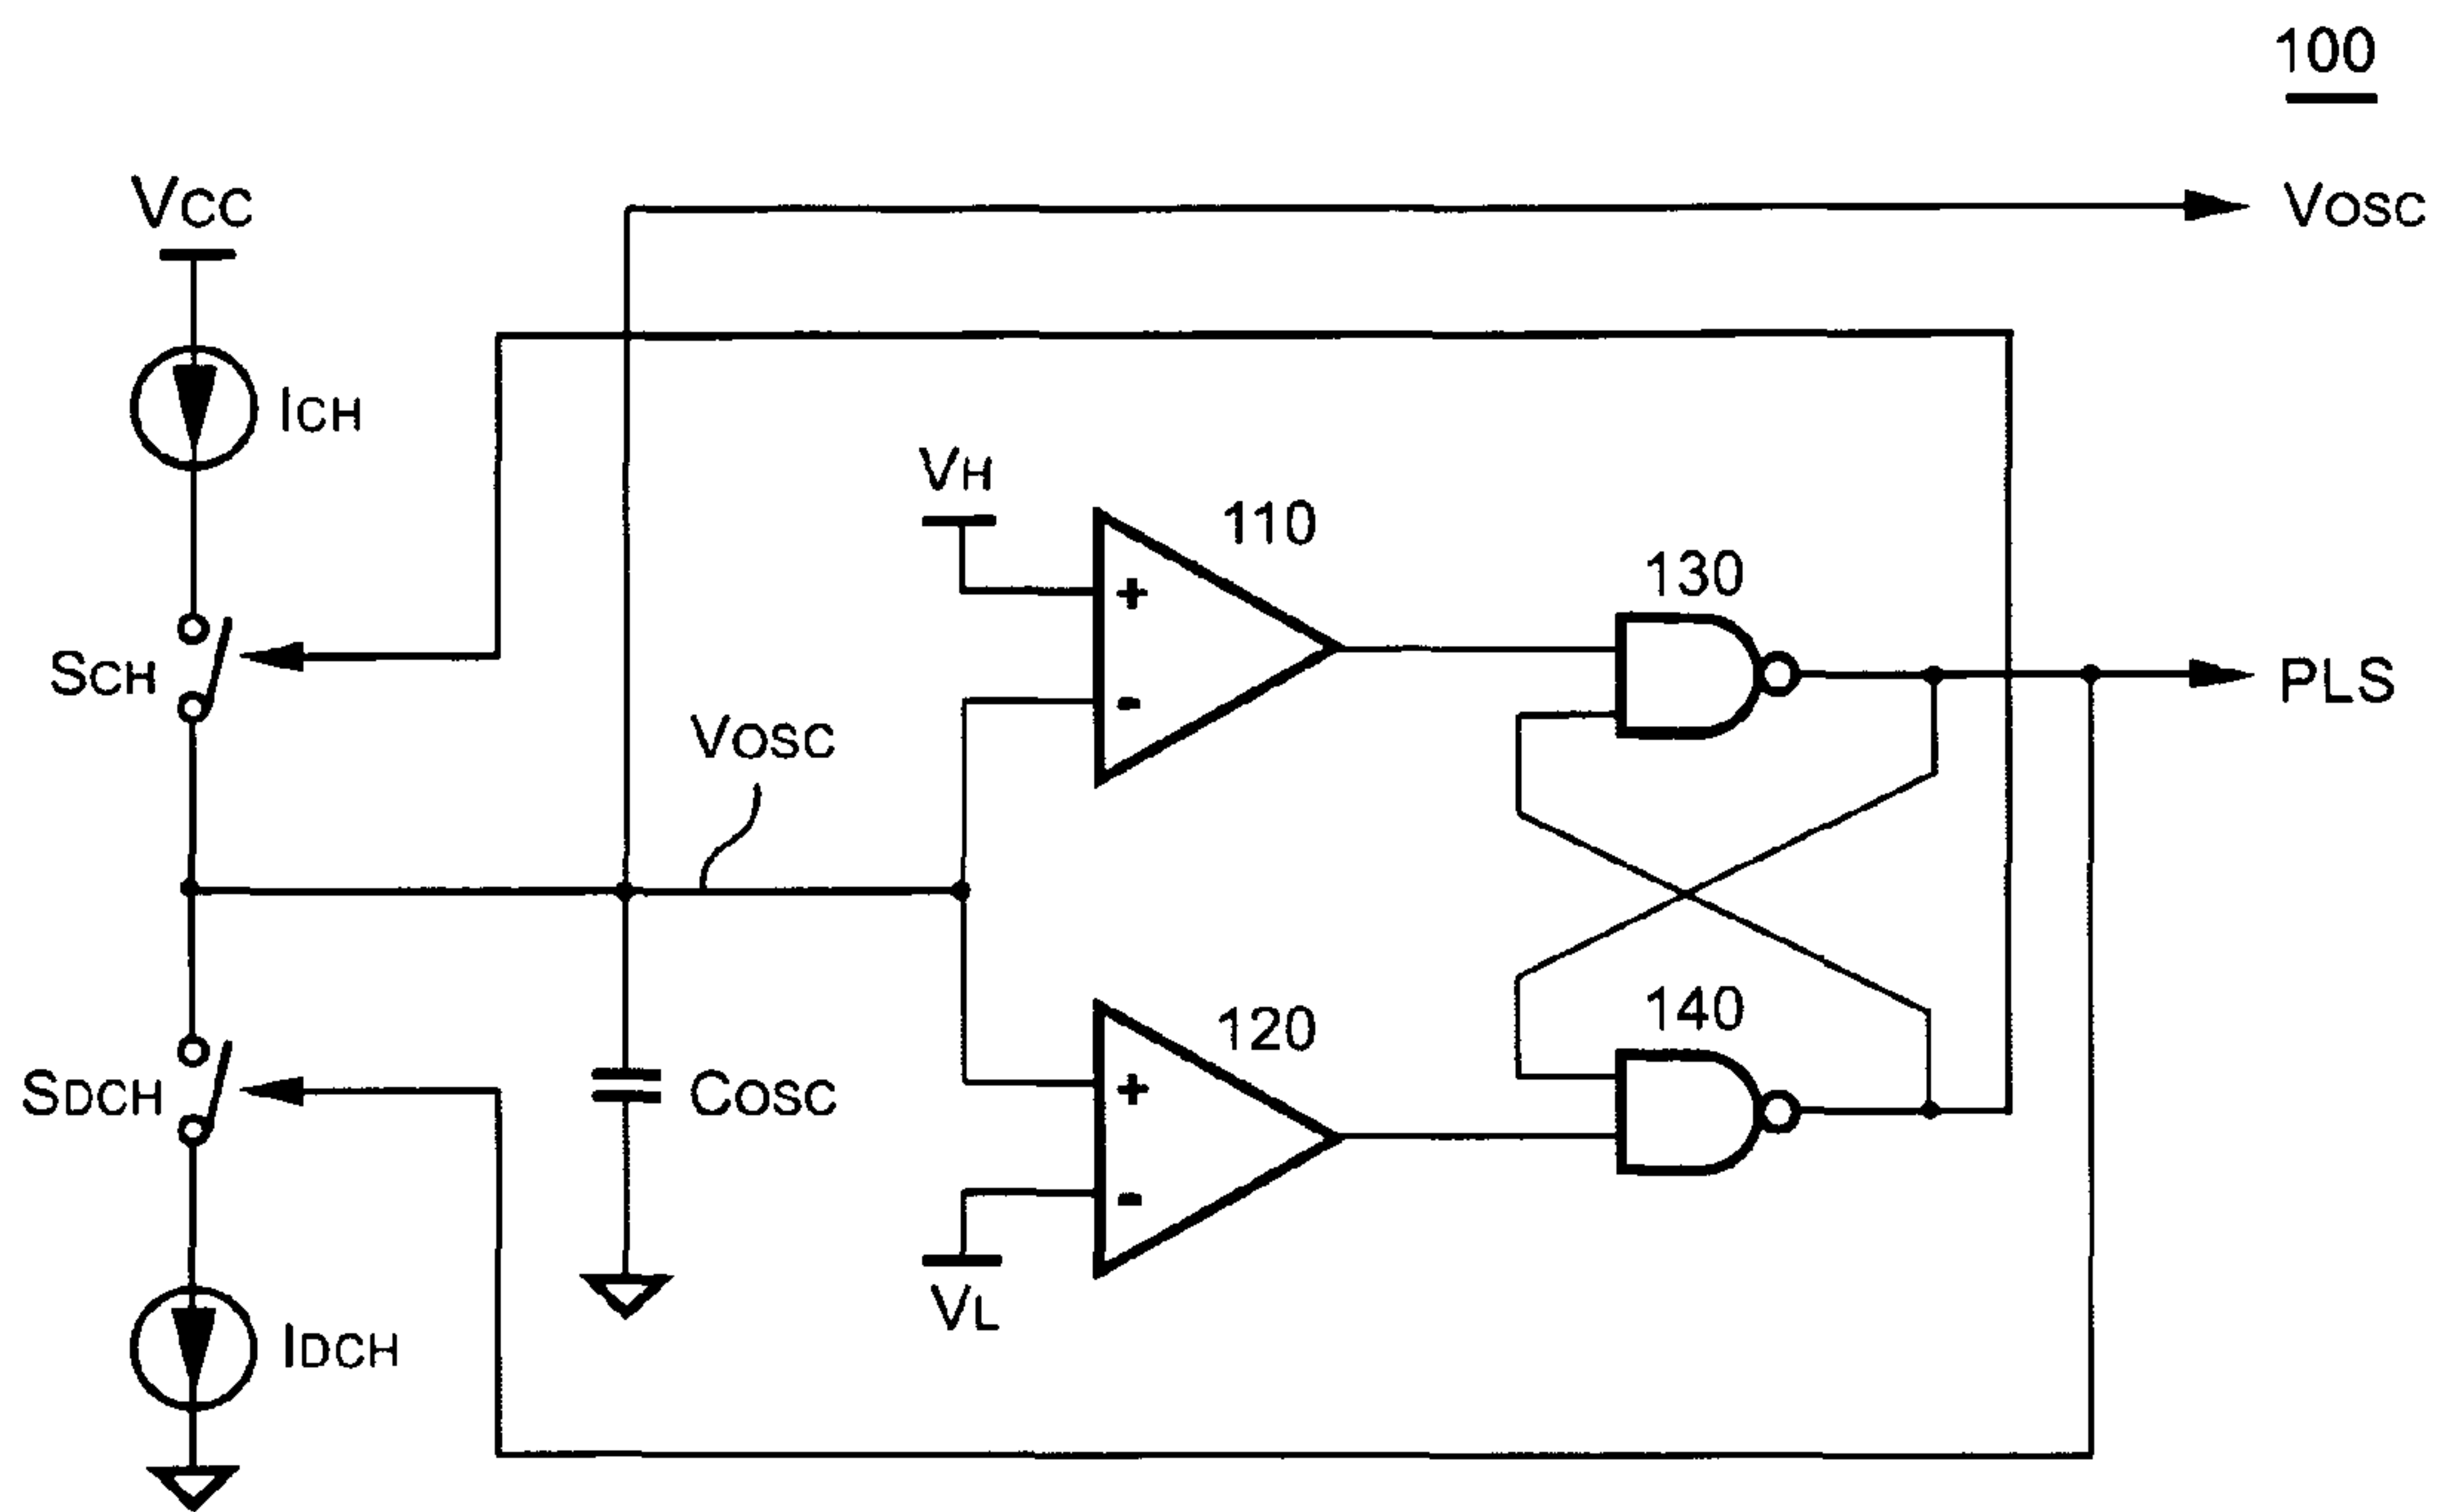 100
VCC
VOSC
ICH
VH
110
130
SCH
PLS
VOSC
+
-
140
120
SDCH
COSC
+
-
VL
IDCH